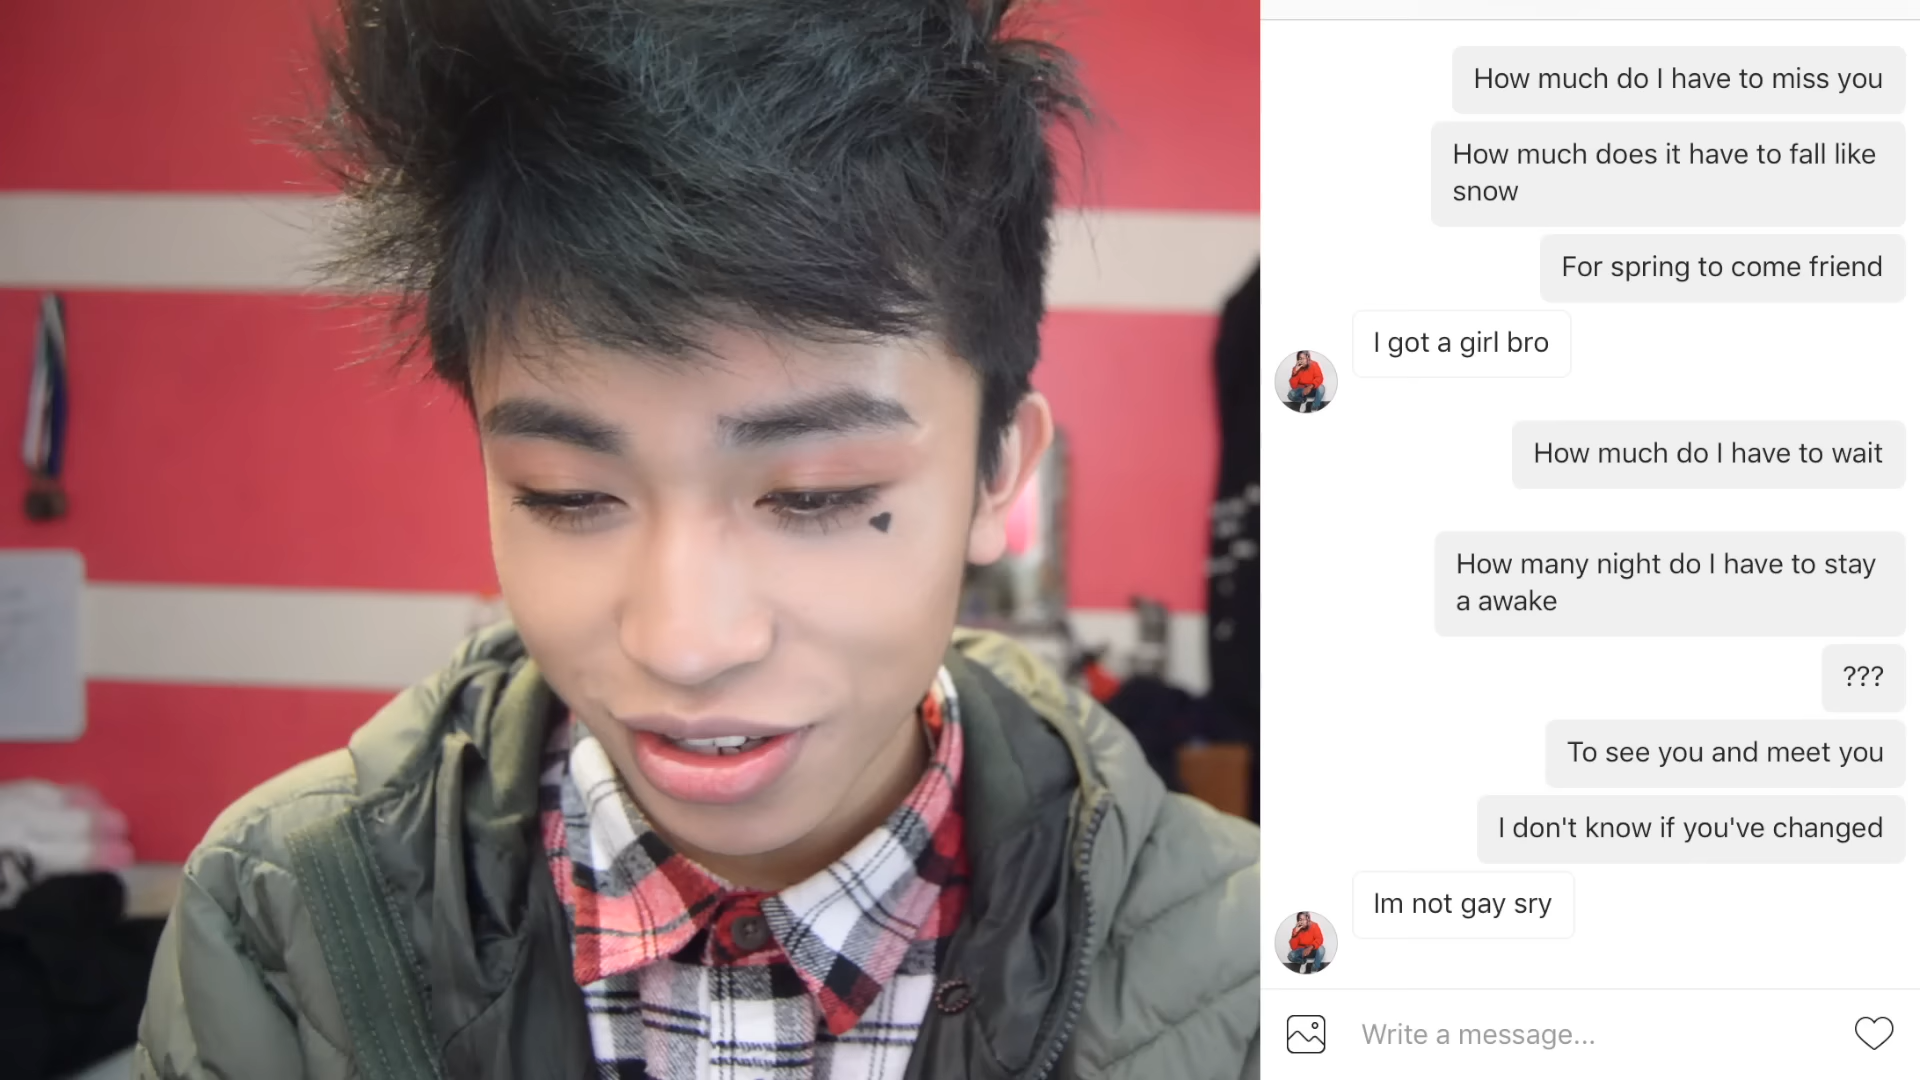 How much do I have to miss you
How much does it have to fall like
snow
For spring to come friend
I got a girl bro
How much do I have to wait
How many night do I have to stay
a awake
???
To see you and meet you
I don't know if you've changed
Im not gay sry
Write a message...